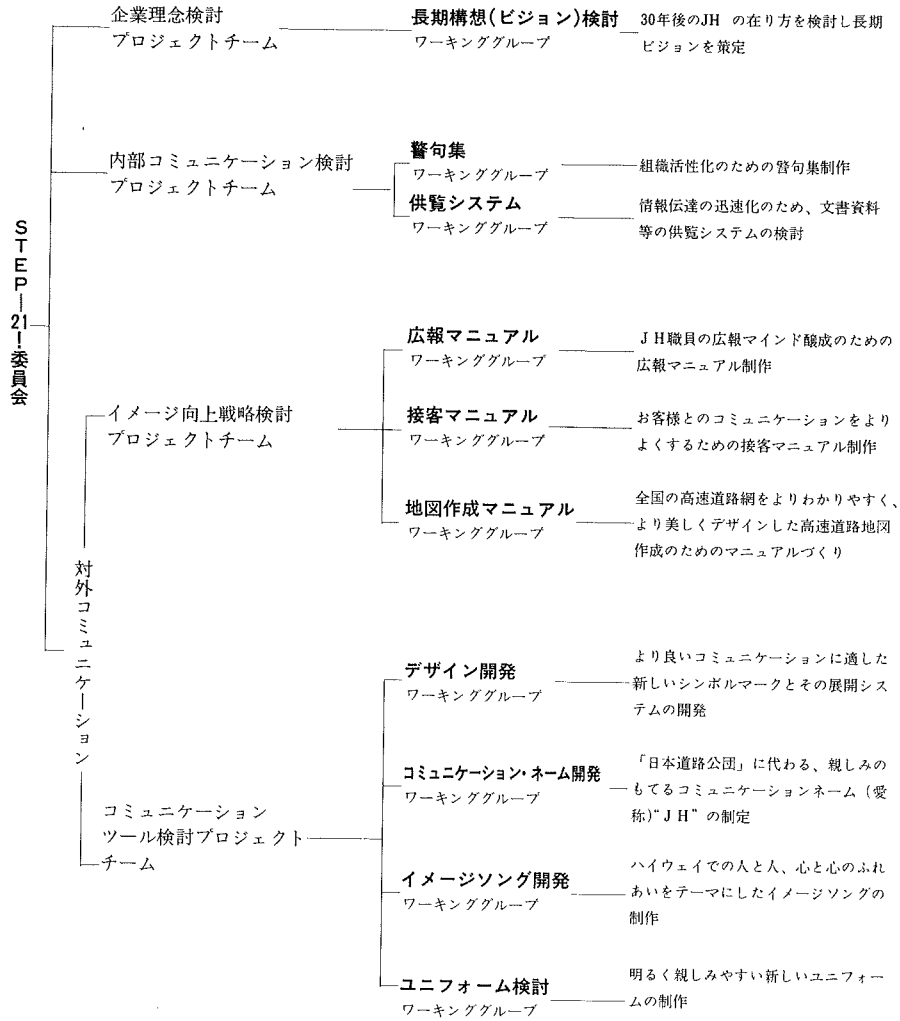 STEP―21!委員会
企業理念検討
プロジェクトチーム
長期構想(ビジョン)検討
ワーキンググループ
30年後のJH の在り方を検討し長期
ビジョンを策定
内部コミュニケーション検討
プロジェクトチーム
警句集
ワーキンググループ
組織活性化のための警句集制作
供覧システム
ワーキンググループ
情報伝達の迅速化のため、文書資料
等の供覧システムの検討
対外コミュニケーション
イメージ向上戦略検討
プロジェクトチーム
広報マニュアル
ワーキンググループ
JH職員の広報マインド醸成のための
広報マニュアル制作
接客マニュアル
ワーキンググループ
お客様とのコミュニケーションをより
よくするための接客マニュアル制作
地図作成マニュアル
ワーキンググループ
全国の高速道路網をよりわかりやすく、
より美しくデザインした高速道路地図
作成のためのマニュアルづくり
コミュニケーション
ツール検討プロジェクト
チーム
デザイン開発
ワーキンググループ
より良いコミュニケーションに適した
新しいシンボルマークとその展開シス
テムの開発
コミュニケーション・ネーム開発
ワーキンググループ
「日本道路公団」に代わる、親しみの
もてるコミュニケーションネーム(愛
称)“JH”の制定
イメージソング開発
ワーキンググループ
ハイウェイでの人と人、心と心のふれ
あいをテーマにしたイメージソングの
制作
ユニフォーム検討
ワーキンググループ
明るく親しみやすい新しいユニフォー
ムの制作